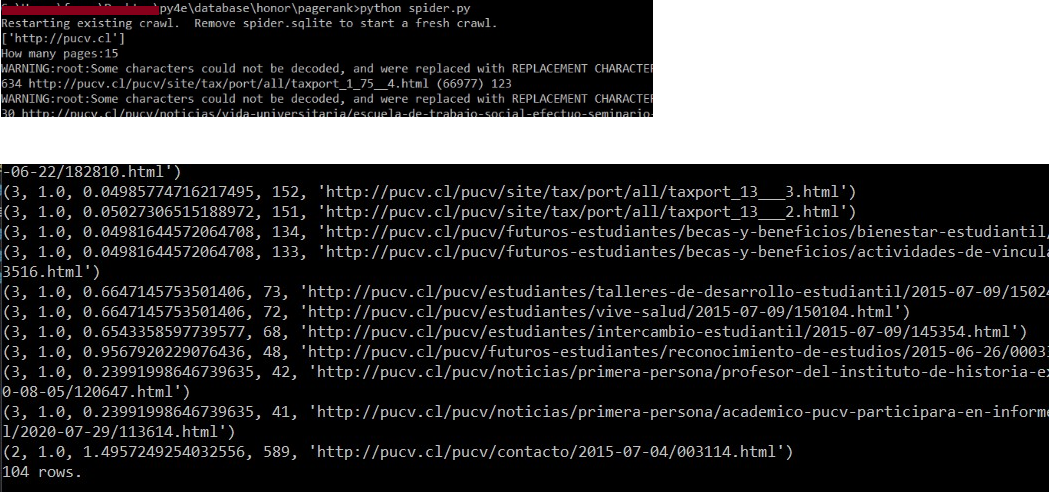 py4e\database\honor\pagerank>python spider.py
Restarting existing crawl.  Remove spider.sqlite to start a fresh crawl.
['http://pucv.cl']
How many pages:15
WARNING:root:Some characters could not be decoded, and were replaced with REPLACEMENT CHARACTE
634 http://pucv.cl/pucv/site/tax/port/all/taxport_1_75__4.html (66977) 123
WARNING:root:Some characters could not be decoded, and were replaced with REPLACEMENT CHARACTE
30 http://pucv.cl/pucv/noticias/vida-universitaria/escuela-de-trabajo-social-efectuo-seminario-
-06-22/182810.html')
(3, 1.0, 0.04985774716217495, 152, 'http://pucv.cl/pucv/site/tax/port/all/taxport_13___3.html')
(3, 1.0, 0.05027306515188972, 151, 'http://pucv.cl/pucv/site/tax/port/all/taxport_13___2.html')
(3, 1.0, 0.04981644572064708, 134, 'http://pucv.cl/pucv/futuros-estudiantes/becas-y-beneficios/bienestar-estudiantil/
(3, 1.0, 0.04981644572064708, 133, 'http://pucv.cl/pucv/futuros-estudiantes/becas-y-beneficios/actividades-de-vincula
3516.html')
(3, 1.0, 0.6647145753501406, 73, 'http://pucv.cl/pucv/estudiantes/talleres-de-desarrollo-estudiantil/2015-07-09/15024
(3, 1.0, 0.6647145753501406, 72, 'http://pucv.cl/pucv/estudiantes/vive-salud/2015-07-09/150104.html')
(3, 1.0, 0.6543358597739577, 68, 'http://pucv.cl/pucv/estudiantes/intercambio-estudiantil/2015-07-09/145354.html')
(3, 1.0, 0.9567920229076436, 48, 'http://pucv.cl/pucv/futuros-estudiantes/reconocimiento-de-estudios/2015-06-26/0003
(3, 1.0, 0.23991998646739635, 42, 'http://pucv.cl/pucv/noticias/primera-persona/profesor-del-instituto-de-historia-ex
0-08-05/120647.html')
(3, 1.0, 0.23991998646739635, 41, 'http://pucv.cl/pucv/noticias/primera-persona/academico-pucv-participara-en-informe
l/2020-07-29/113614.html')
(2, 1.0, 1.4957249254032556, 589, 'http://pucv.cl/pucv/contacto/2015-07-04/003114.html')
104 rows.